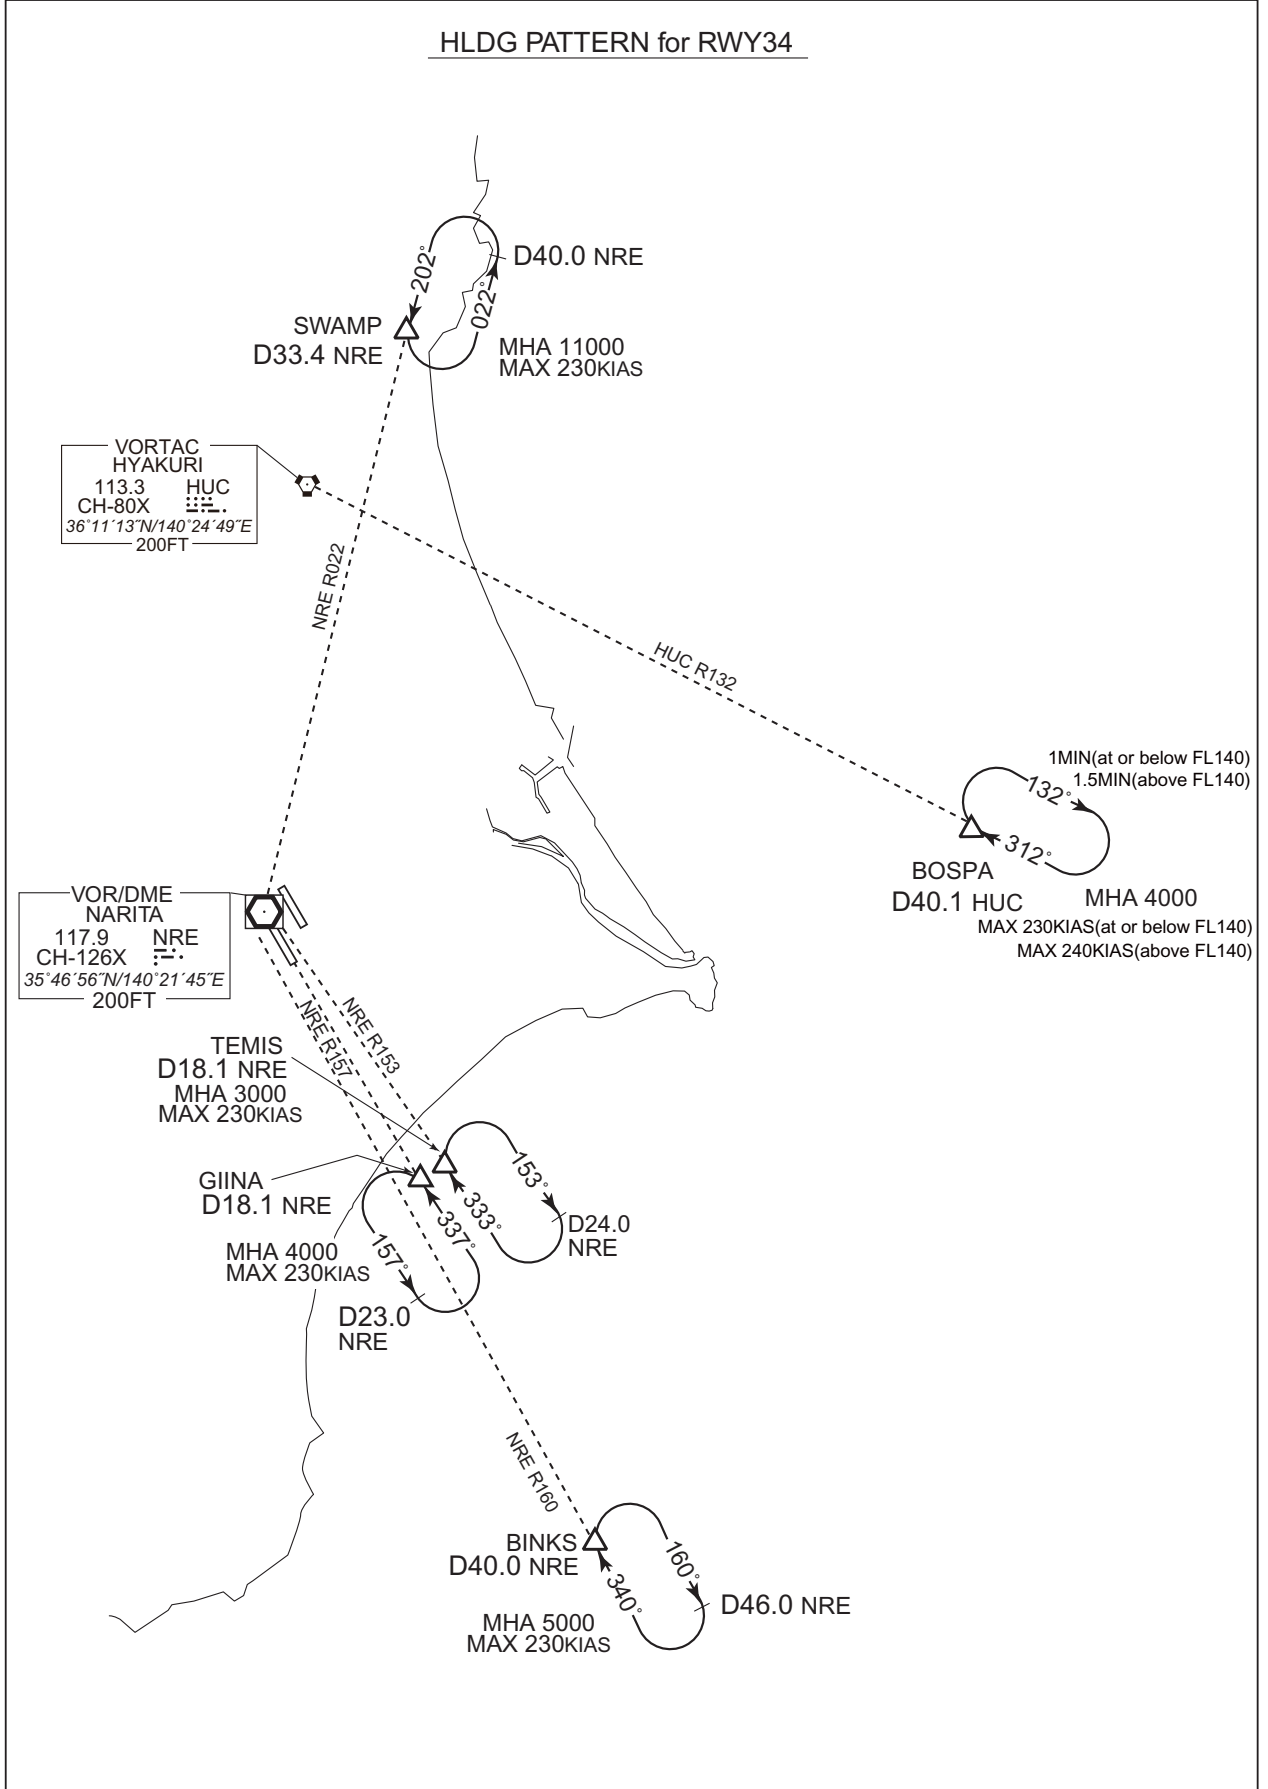 HLDG PATTERN for RWY34
202°
022°
D40.0 NRE
SWAMP
D33.4 NRE
MHA 11000
MAX 230KIAS
VORTAC
HYAKURI
113.3 HUC
CH-80X
36°11′13″N/140°24′49″E
200FT
NRE R022
HUC R132
1MIN(at or below FL140)
1.5MIN(above FL140)
132°
312°
BOSPA
D40.1 HUC
MHA 4000
MAX 230KIAS(at or below FL140)
MAX 240KIAS(above FL140)
VOR/DME
NARITA
117.9 NRE
CH-126X
35°46′56″N/140°21′45″E
200FT
NRE R157
NRE R153
TEMIS
D18.1 NRE
MHA 3000
MAX 230KIAS
GIINA
D18.1 NRE
153°
333°
D24.0
NRE
337°
157°
MHA 4000
MAX 230KIAS
D23.0
NRE
NRE R160
BINKS
D40.0 NRE
160°
340°
D46.0 NRE
MHA 5000
MAX 230KIAS